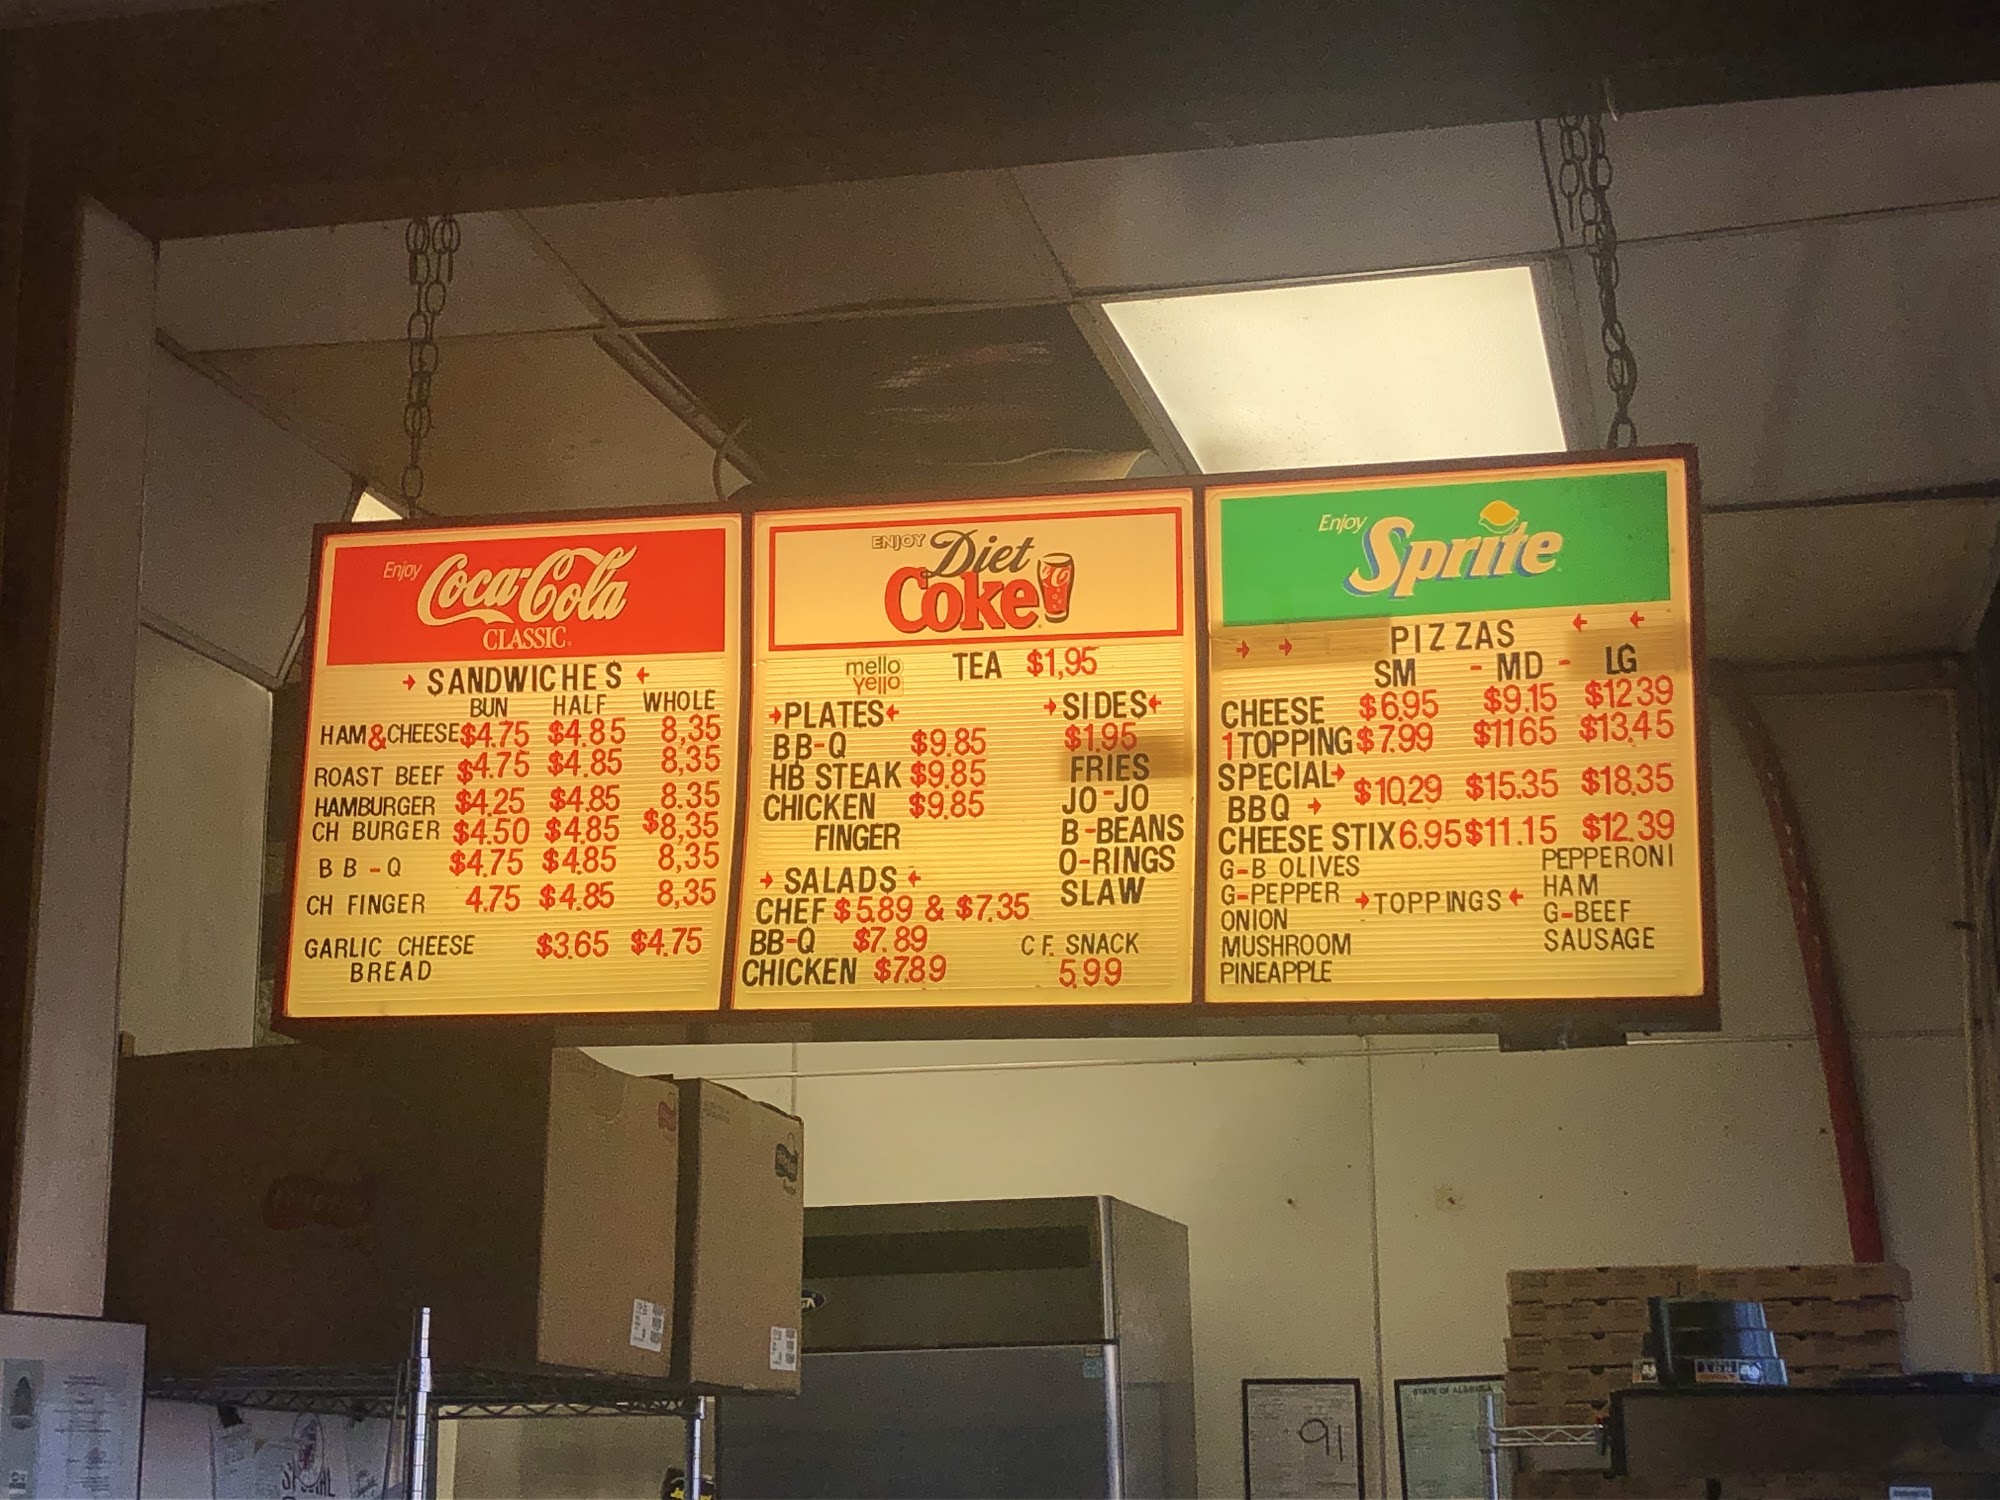 Enjoy
Coca-Cola
CLASSIC
→ SANDWICHE$ ←
BUN HALF WHOLE
HAM&CHEESE $4.75 $4.85 8,35
ROAST BEEF $4.75 $4.85 8,35
HAMBURGER $4.25 $4.85 8.35
CH BURGER $4.50 $4.85 $8,35
BB-Q $4.75 $4.85 8,35
CH FINGER 4.75 $4.85 8,35
GARLIC CHEESE $3.65 $4.75
BREAD
ENJOY Diet
Coke
mello
yello
TEA $1,95
→PLATES←
BB-Q $9.85
HB STEAK $9.85
CHICKEN $9.85
FINGER
→SIDES←
$1.95
FRIES
JO-JO
B-BEANS
O-RINGS
SLAW
→ SALADS ←
CHEF $5.89 & $7.35
BB-Q $7.89
CHICKEN $7.89
C F. SNACK
5.99
Enjoy
Sprite
→ → PIZZAS ← ←
SM - MD - LG
CHEESE $6.95 $9.15 $1239
1 TOPPING $7.99 $1165 $13.45
SPECIAL→
BBQ → $10.29 $15.35 $18.35
CHEESE STIX 6.95 $11.15 $12.39
G-B OLIVES
G-PEPPER
ONION
MUSHROOM
PINEAPPLE
→TOPPINGS←
PEPPERONI
HAM
G-BEEF
SAUSAGE
91
STATE OF ALABAMA